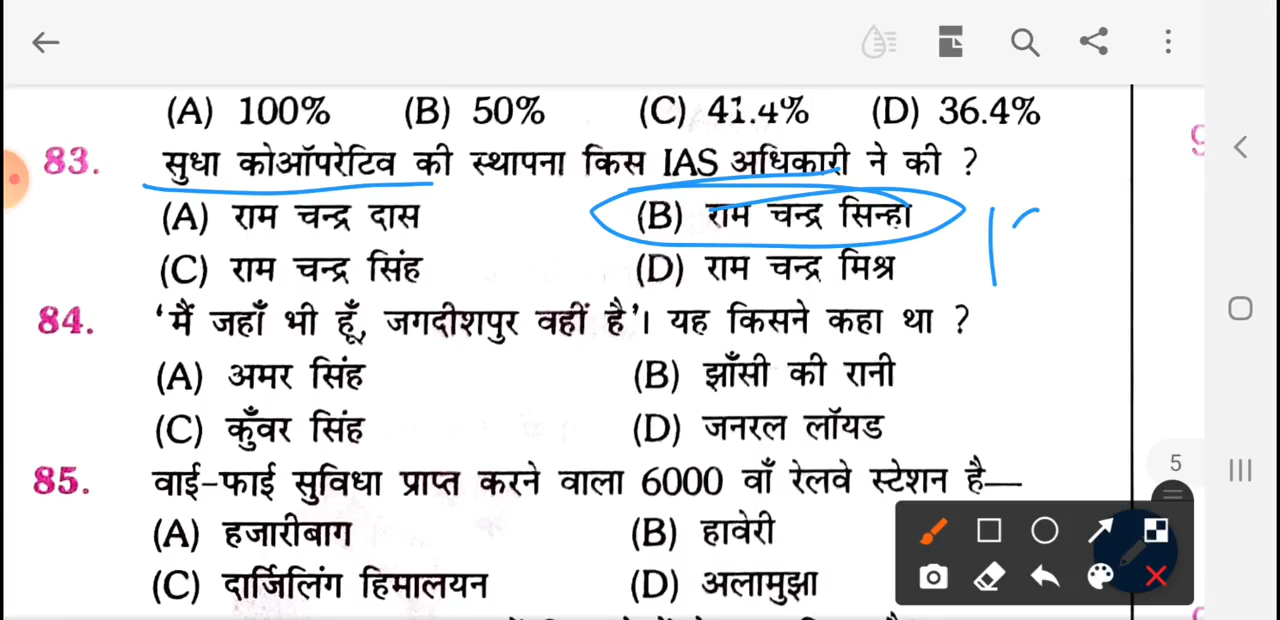 (A) 100% (B) 50% (C) 41.4% (D) 36.4%
83. सुधा कोऑपरेटिव की स्थापना किस IAS अधिकारी ने की ?
(A) राम चन्द्र दास (B) राम चन्द्र सिन्हा
(C) राम चन्द्र सिंह (D) राम चन्द्र मिश्र
84. ‘मैं जहाँ भी हूँ, जगदीशपुर वहीं है’। यह किसने कहा था ?
(A) अमर सिंह (B) झाँसी की रानी
(C) कुँवर सिंह (D) जनरल लॉयड
85. वाई-फाई सुविधा प्राप्त करने वाला 6000 वाँ रेलवे स्टेशन है—
(A) हजारीबाग (B) हावेरी
(C) दार्जिलिंग हिमालयन (D) अलामुझा
5